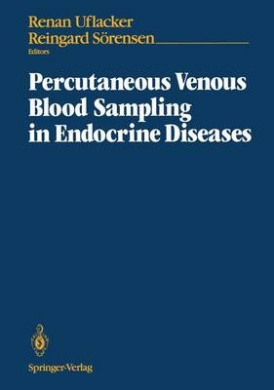 Renan Uflacker
Reingard Sörensen
Editors
Percutaneous Venous
Blood Sampling
in Endocrine Diseases
Springer-Verlag